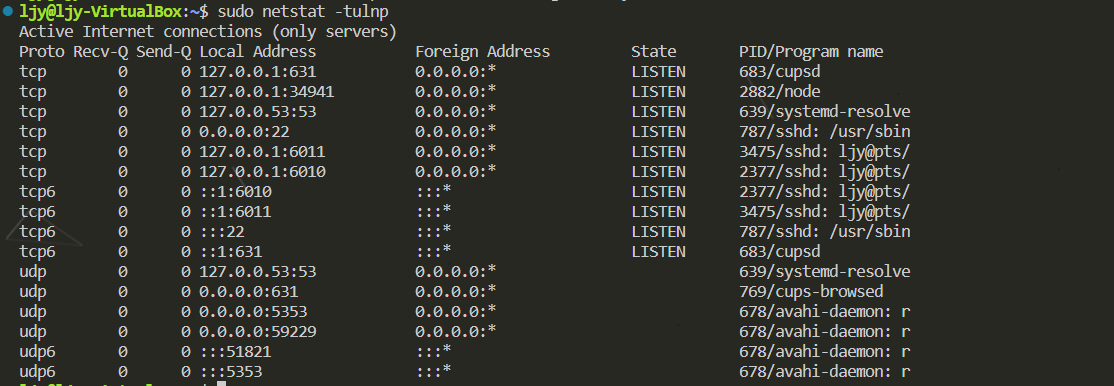 ljy@ljy-VirtualBox:~$ sudo netstat -tulnp
Active Internet connections (only servers)
Proto Recv-Q Send-Q Local Address           Foreign Address         State       PID/Program name
tcp        0      0 127.0.0.1:631           0.0.0.0:*               LISTEN      683/cupsd
tcp        0      0 127.0.0.1:34941         0.0.0.0:*               LISTEN      2882/node
tcp        0      0 127.0.0.53:53           0.0.0.0:*               LISTEN      639/systemd-resolve
tcp        0      0 0.0.0.0:22              0.0.0.0:*               LISTEN      787/sshd: /usr/sbin
tcp        0      0 127.0.0.1:6011          0.0.0.0:*               LISTEN      3475/sshd: ljy@pts/
tcp        0      0 127.0.0.1:6010          0.0.0.0:*               LISTEN      2377/sshd: ljy@pts/
tcp6       0      0 ::1:6010                :::*                    LISTEN      2377/sshd: ljy@pts/
tcp6       0      0 ::1:6011                :::*                    LISTEN      3475/sshd: ljy@pts/
tcp6       0      0 :::22                   :::*                    LISTEN      787/sshd: /usr/sbin
tcp6       0      0 ::1:631                 :::*                    LISTEN      683/cupsd
udp        0      0 127.0.0.53:53           0.0.0.0:*                           639/systemd-resolve
udp        0      0 0.0.0.0:631             0.0.0.0:*                           769/cups-browsed
udp        0      0 0.0.0.0:5353            0.0.0.0:*                           678/avahi-daemon: r
udp        0      0 0.0.0.0:59229           0.0.0.0:*                           678/avahi-daemon: r
udp6       0      0 :::51821                :::*                                678/avahi-daemon: r
udp6       0      0 :::5353                 :::*                                678/avahi-daemon: r